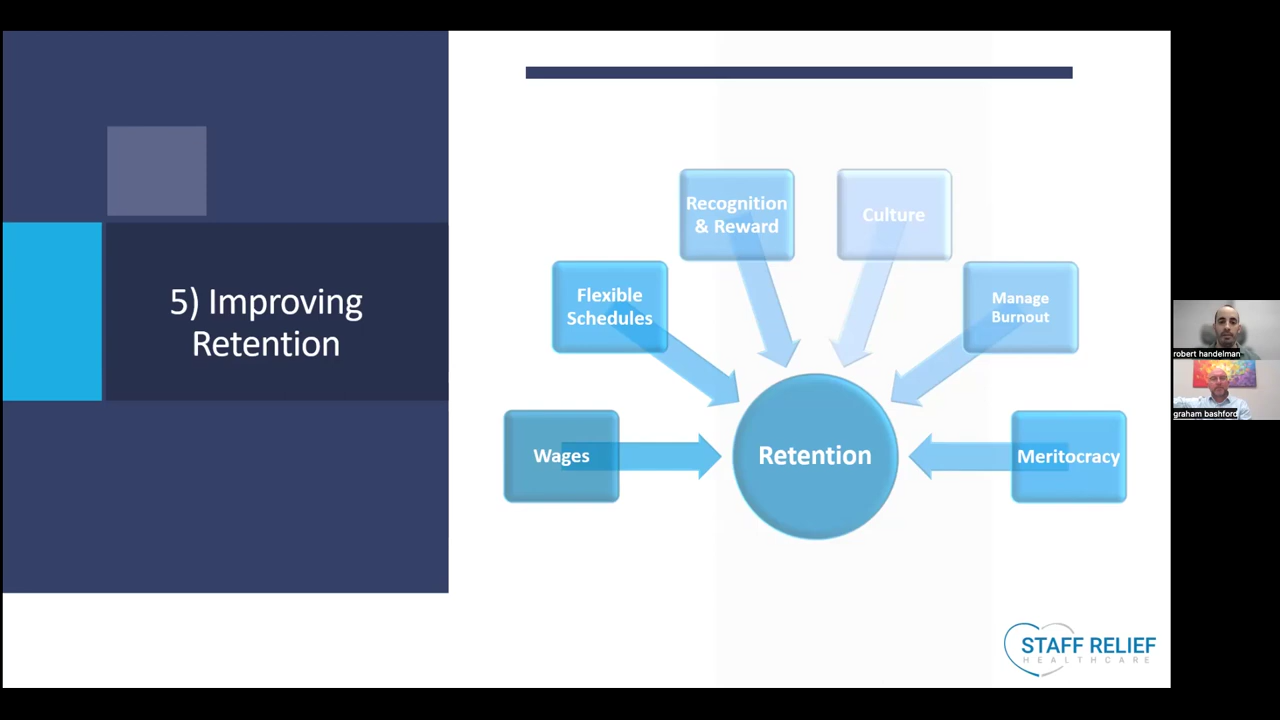 5) Improving
Retention
Recognition
& Reward
Culture
Flexible
Schedules
Manage
Burnout
Wages
Retention
Meritocracy
robert handelman
graham bashford
STAFF RELIEF
HEALTHCARE